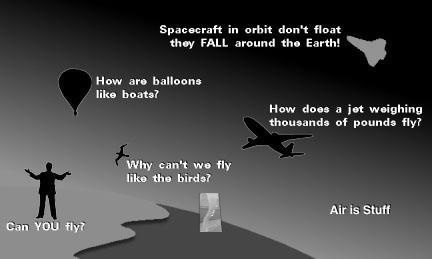 Spacecraft in orbit don't float
they FALL around the Earth!
How are balloons
like boats?
How does a jet weighing
thousands of pounds fly?
Why can't we fly
like the birds?
Can YOU fly?
Air is Stuff